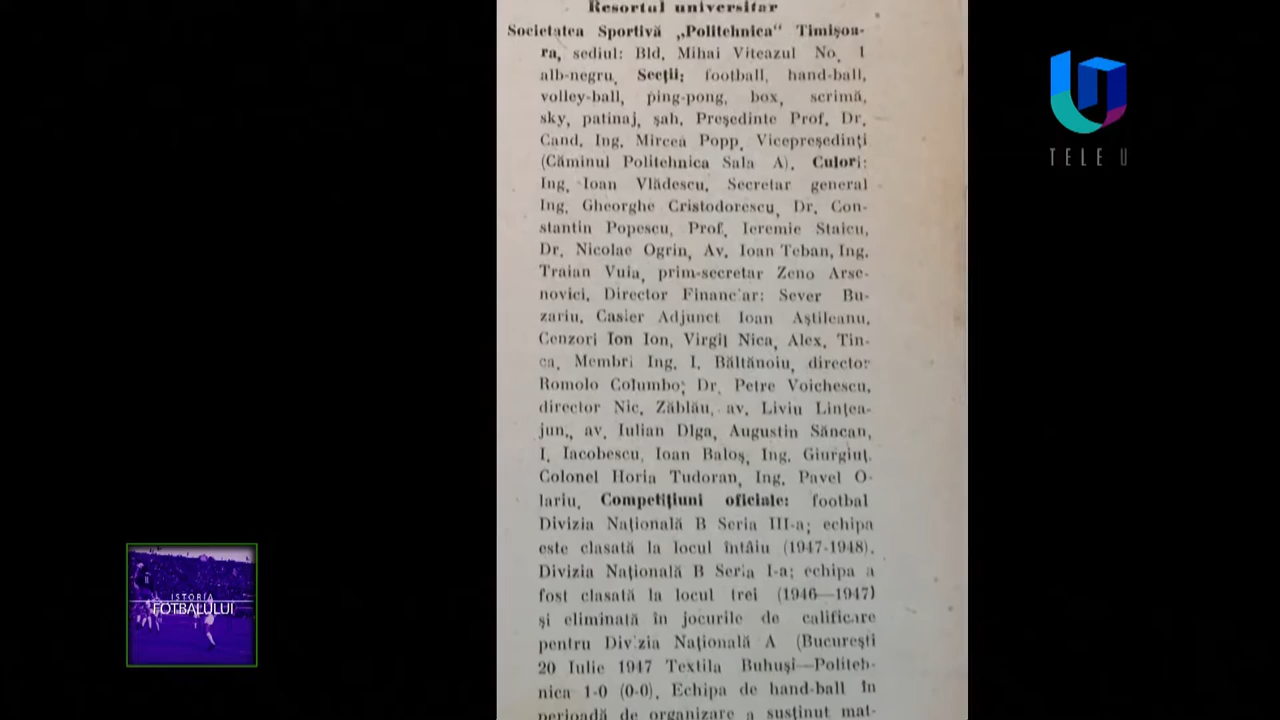 Resortul universitar
Societatea Sportivă „Politehnica“ Timișoa-
ra, sediul: Bld. Mihai Viteazul No. 1
alb-negru. Secții: football, hand-ball,
volley-ball, ping-pong, box, scrimă,
sky, patinaj, șah. Președinte Prof. Dr.
Cand. Ing. Mircea Popp. Vicepreședinți
(Căminul Politehnica Sala A). Culori:
Ing. Ioan Vlădescu, Secretar general
Ing. Gheorghe Cristodorescu, Dr. Con-
stantin Popescu, Prof. Ieremie Staicu,
Dr. Nicolae Ogrin, Av. Ioan Teban, Ing.
Traian Vuia, prim-secretar Zeno Arse-
novici, Director Financiar: Sever Bu-
zariu, Casier Adjunct Ioan Aștileanu,
Cenzori Ion Ion, Virgil Nica, Alex. Tin-
ca, Membri Ing. I. Băltănoiu, director
Romolo Columbo; Dr. Petre Voichescu,
director Nic. Zăblău, av. Liviu Lințea-
jun., av. Iulian Dlga, Augustin Sâncan,
I. Iacobescu, Ioan Baloș, Ing. Giurgiuț.
Colonel Horia Tudoran, Ing. Pavel O-
lariu. Competițiuni oficiale: footbal
Divizia Națională B Seria III-a; echipa
este clasată la locul întâiu (1947-1948).
Divizia Națională B Seria I-a; echipa a
fost clasată la locul trei (1946—1947)
și eliminată în jocurile de calificare
pentru Divizia Națională A (București
20 Iulie 1947 Textila Buhuși—Politeh-
nica 1-0 (0-0). Echipa de hand-ball în
perioadă de organizare a susținut mat-
TELE U
ISTORIA
FOTBALULUI